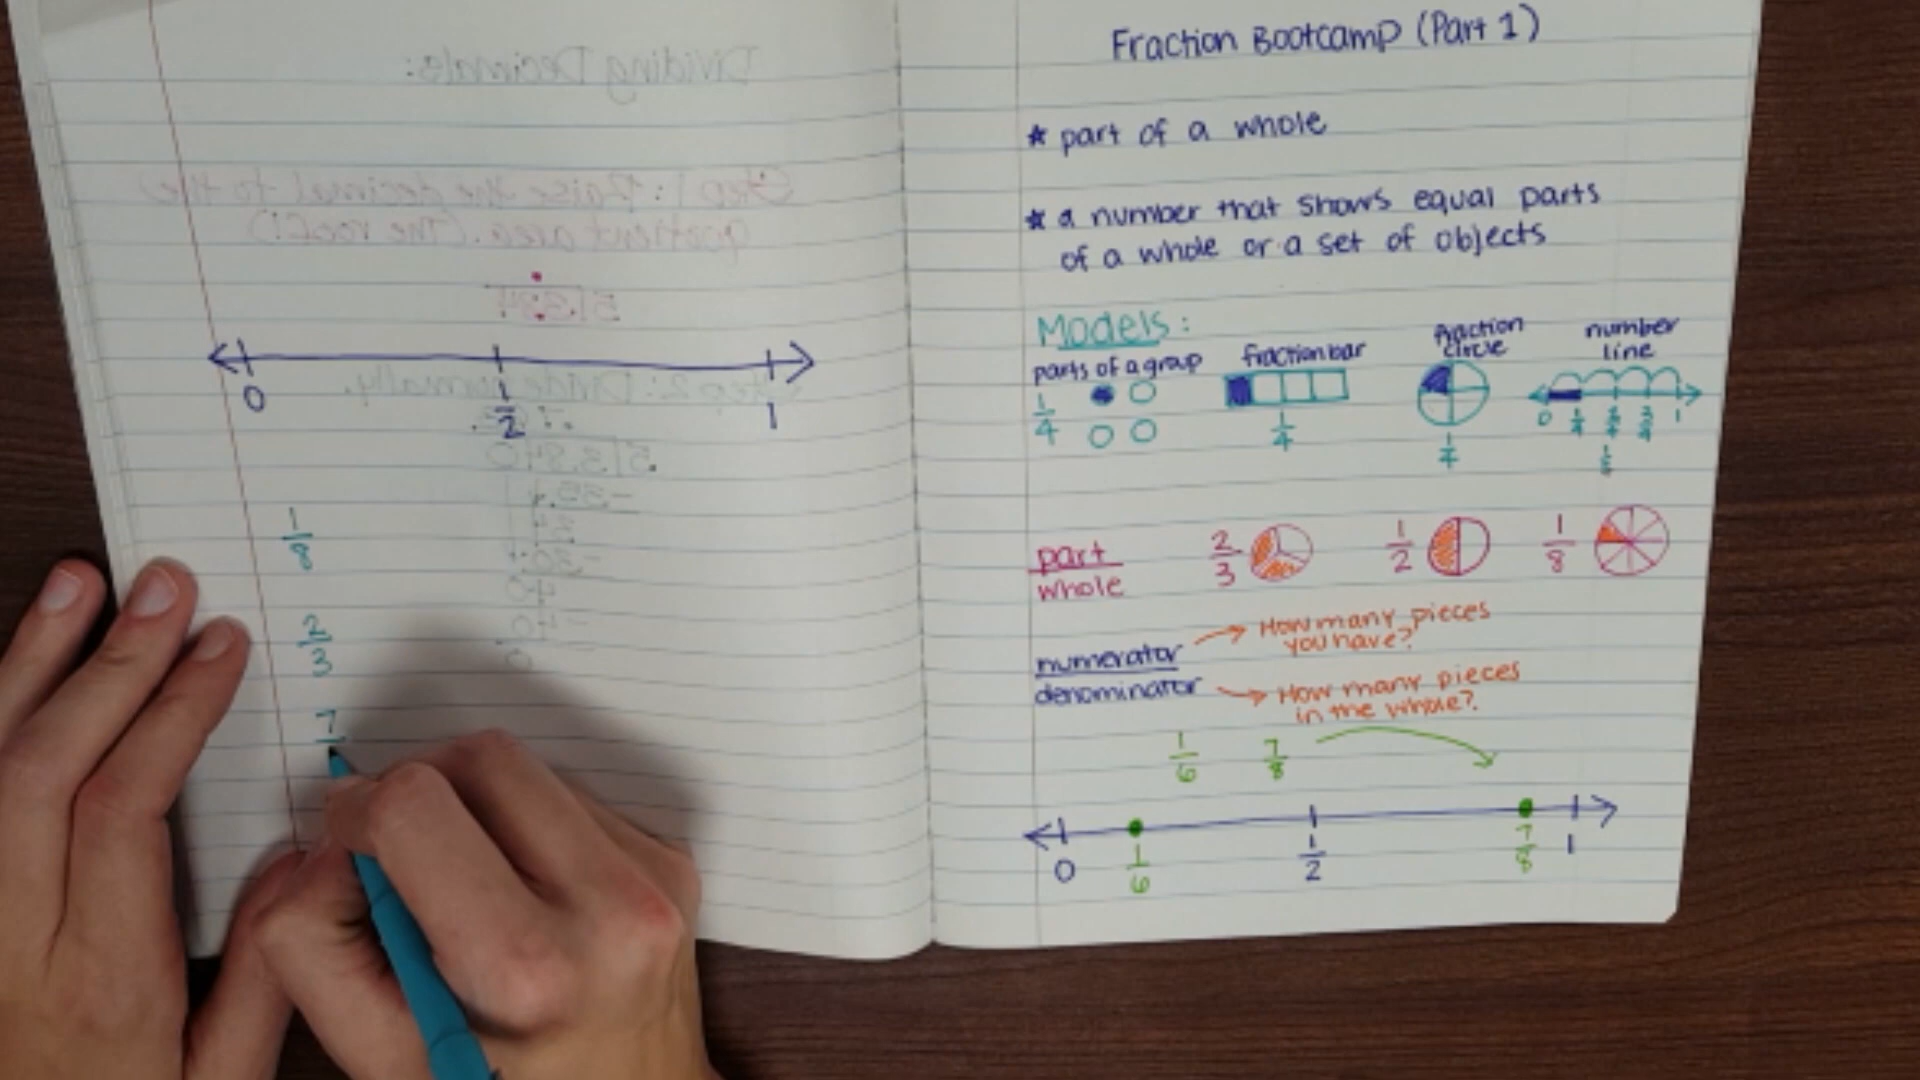 0 1/2 1
1/8
2/3
7
Fraction Bootcamp (Part 1)
* part of a whole
* a number that shows equal parts
of a whole or a set of objects
Models:
parts of a group
1/4
fraction bar
1/4
fraction
circle
1/4
number
line
0 1/4 2/4 3/4 1
part
whole
2/3
1/2
1/8
numerator
denominator
How many pieces
you have?
How many pieces
in the whole?
1/6 7/8
0 1/6 1/2 7/8 1